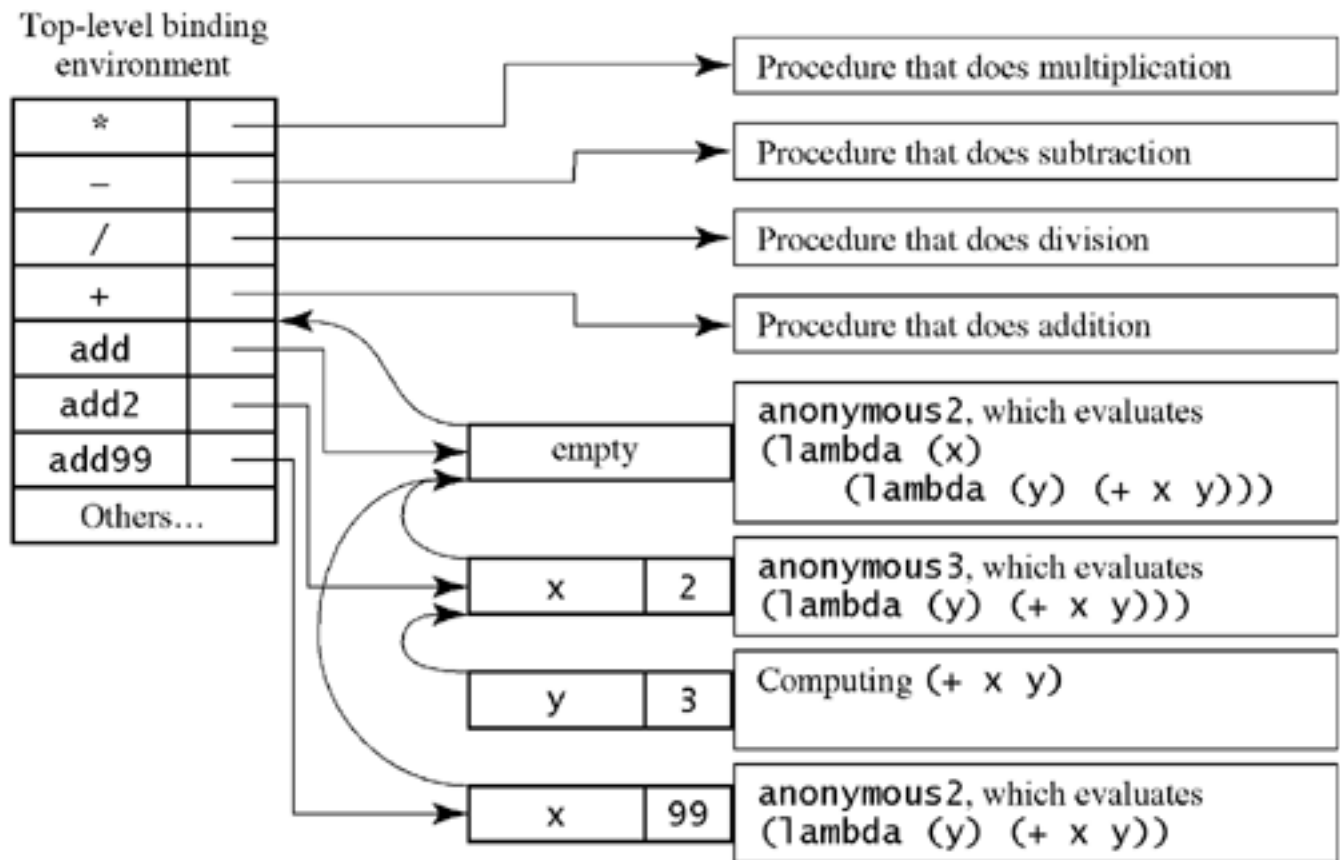 Top-level binding
environment
*
−
/
+
add
add2
add99
Others…
Procedure that does multiplication
Procedure that does subtraction
Procedure that does division
Procedure that does addition
empty
anonymous2, which evaluates
(lambda (x)
(lambda (y) (+ x y)))
x 2
anonymous3, which evaluates
(lambda (y) (+ x y)))
y 3
Computing (+ x y)
x 99
anonymous2, which evaluates
(lambda (y) (+ x y))